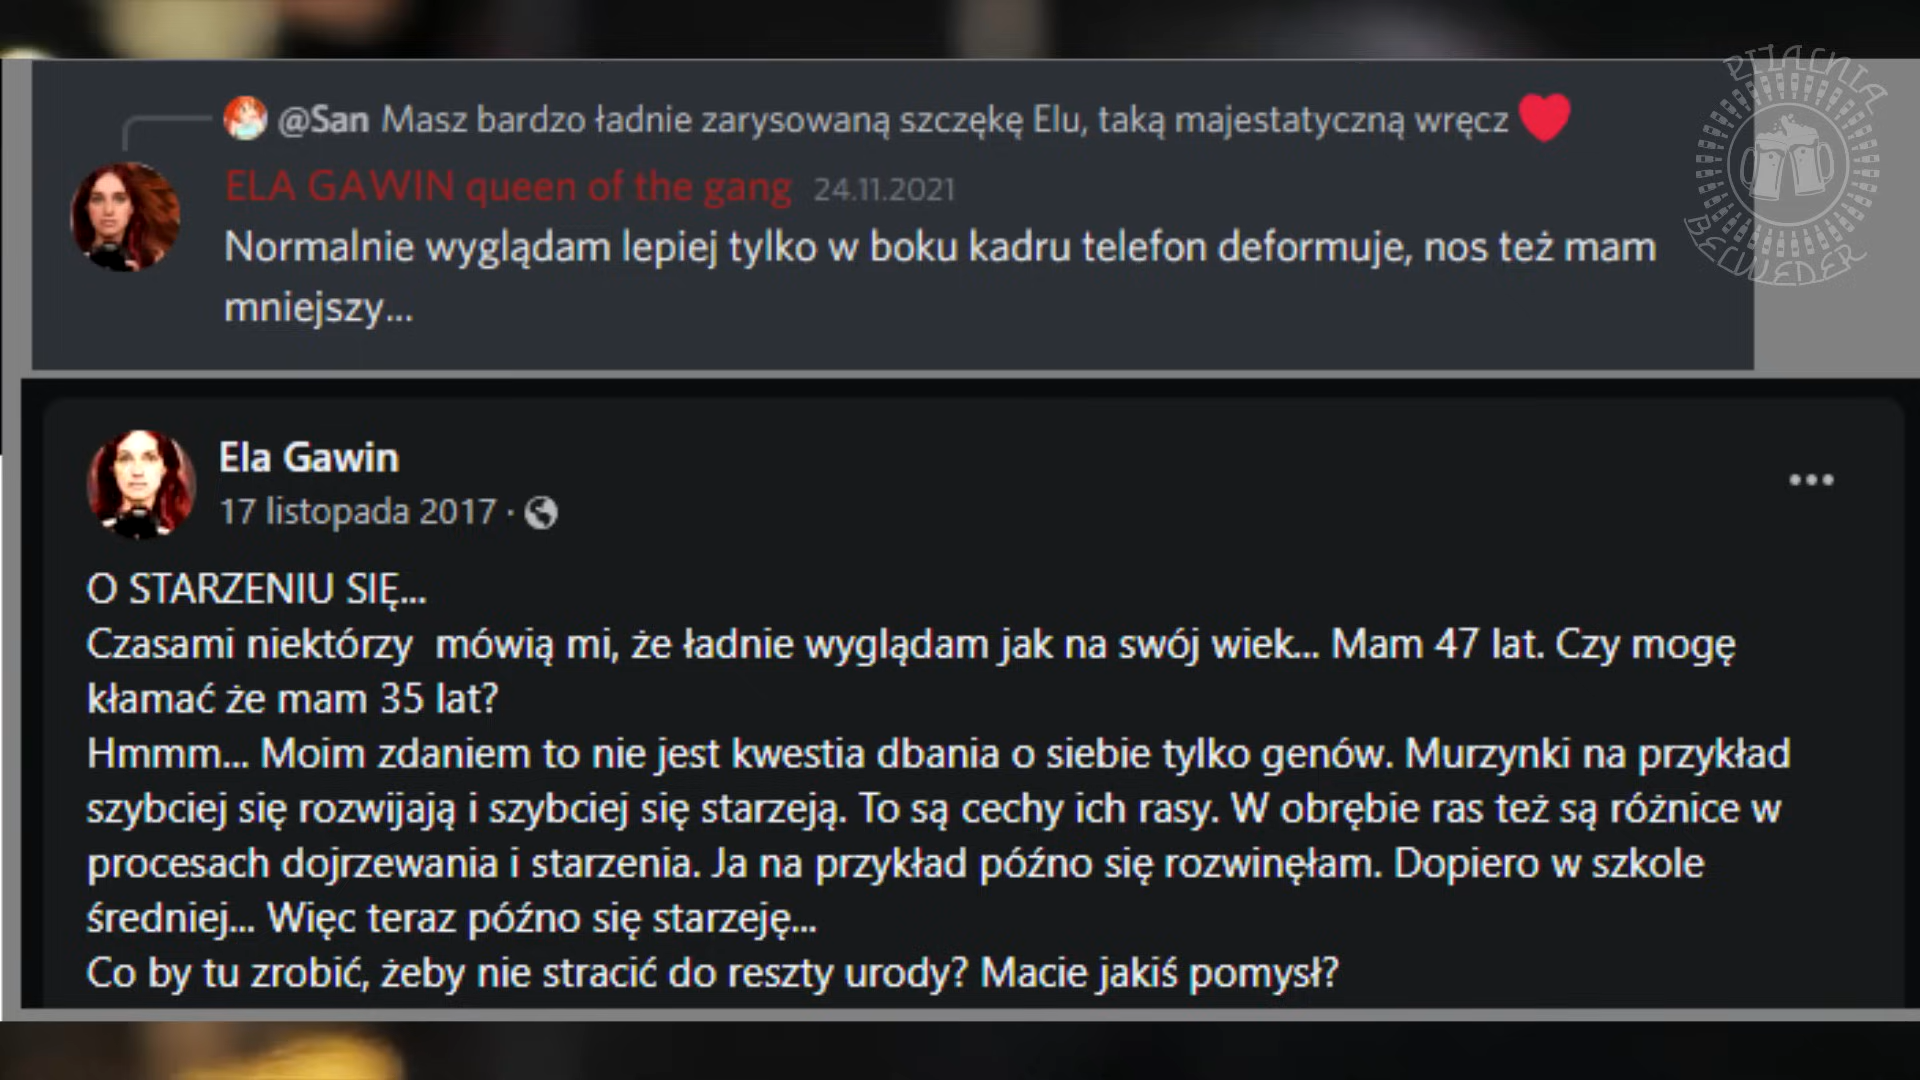 PIJALNIA
BELWEDER
@San Masz bardzo ładnie zarysowaną szczękę Elu, taką majestatyczną wręcz ❤
ELA GAWIN queen of the gang 24.11.2021
Normalnie wyglądam lepiej tylko w boku kadru telefon deformuje, nos też mam
mniejszy...
Ela Gawin
17 listopada 2017 ·
O STARZENIU SIĘ...
Czasami niektórzy  mówią mi, że ładnie wyglądam jak na swój wiek... Mam 47 lat. Czy mogę
kłamać że mam 35 lat?
Hmmm... Moim zdaniem to nie jest kwestia dbania o siebie tylko genów. Murzynki na przykład
szybciej się rozwijają i szybciej się starzeją. To są cechy ich rasy. W obrębie ras też są różnice w
procesach dojrzewania i starzenia. Ja na przykład późno się rozwinęłam. Dopiero w szkole
średniej... Więc teraz późno się starzeję...
Co by tu zrobić, żeby nie stracić do reszty urody? Macie jakiś pomysł?